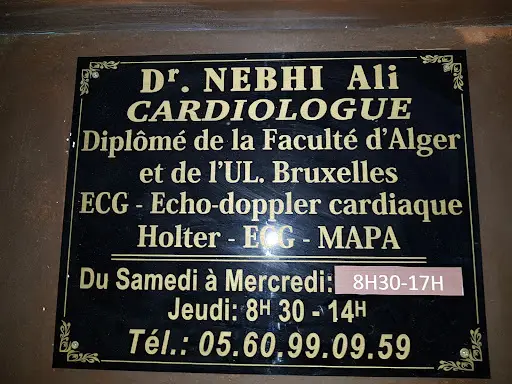 Dr. NEBHI Ali
CARDIOLOGUE
Diplômé de la Faculté d'Alger
et de l'UL. Bruxelles
ECG - Echo-doppler cardiaque
Holter - ECG - MAPA
Du Samedi à Mercredi: 8H30-17H
Jeudi: 8H 30 - 14H
Tél.: 05.60.99.09.59